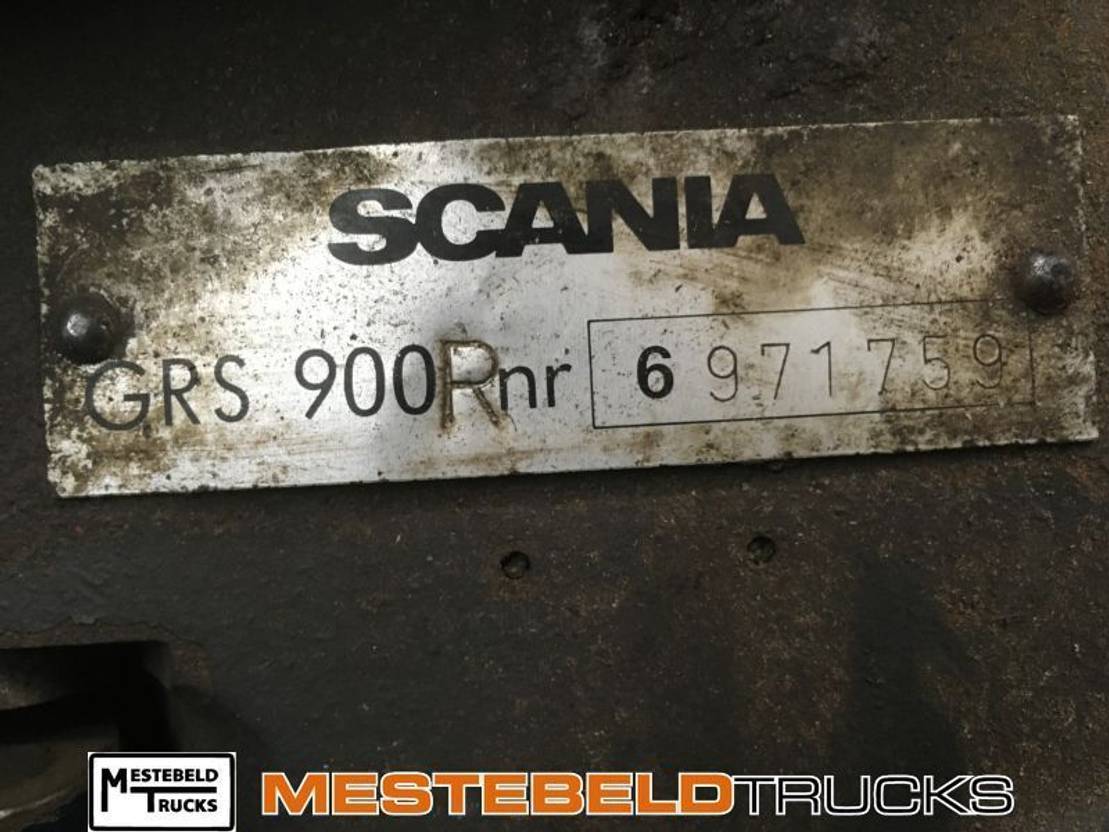 SCANIA
GRS 900R nr 6 971759
MESTEBELD TRUCKS
MESTEBELDTRUCKS